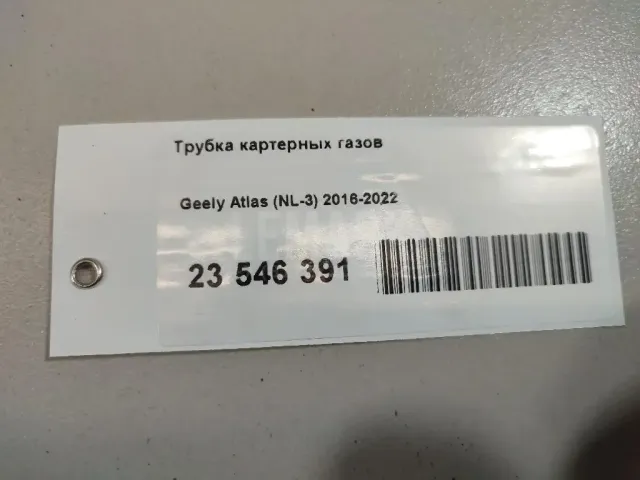 Трубка картерных газов
Geely Atlas (NL-3) 2016-2022
23 546 391